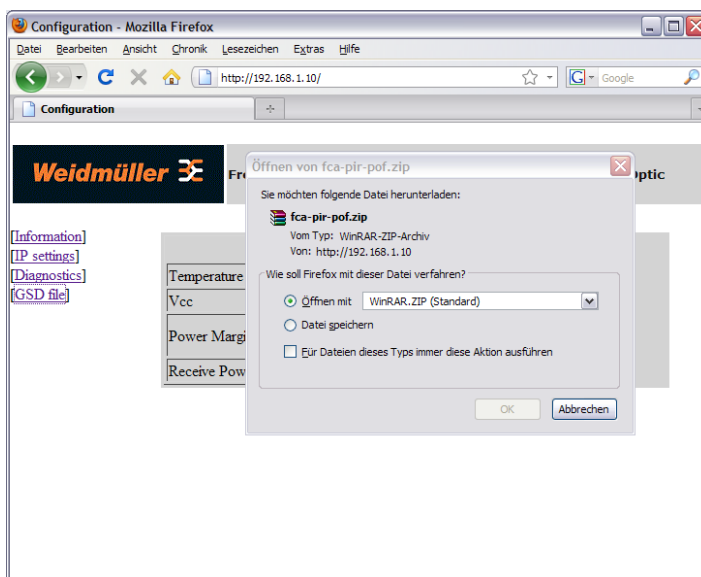 Configuration - Mozilla Firefox
Datei Bearbeiten Ansicht Chronik Lesezeichen Extras Hilfe
http://192.168.1.10/
Google
Configuration
Weidmüller
Öffnen von fca-pir-pof.zip
Sie möchten folgende Datei herunterladen:
fca-pir-pof.zip
Vom Typ: WinRAR-ZIP-Archiv
Von: http://192.168.1.10
Wie soll Firefox mit dieser Datei verfahren?
Öffnen mit WinRAR.ZIP (Standard)
Datei speichern
Für Dateien dieses Typs immer diese Aktion ausführen
OK Abbrechen
[Information]
[IP settings]
[Diagnostics]
[GSD file]
Temperature
Vcc
Power Margi
Receive Pow